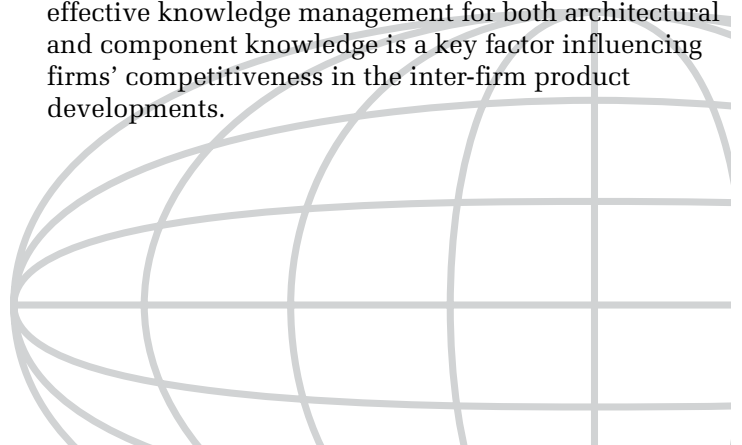 effective knowledge management for both architectural
and component knowledge is a key factor influencing
firms’ competitiveness in the inter-firm product
developments.